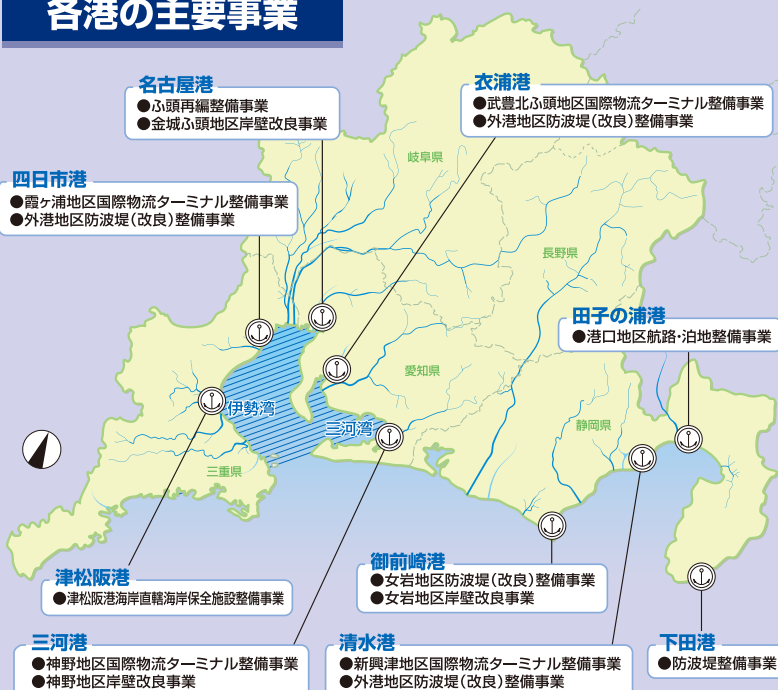 各港の主要事業
名古屋港
●ふ頭再編整備事業
●金城ふ頭地区岸壁改良事業
衣浦港
●武豊北ふ頭地区国際物流ターミナル整備事業
●外港地区防波堤（改良）整備事業
四日市港
●霞ヶ浦地区国際物流ターミナル整備事業
●外港地区防波堤（改良）整備事業
岐阜県
長野県
田子の浦港
●港口地区航路・泊地整備事業
愛知県
伊勢湾
三河湾
静岡県
三重県
津松阪港
●津松阪港海岸直轄海岸保全施設整備事業
御前崎港
●女岩地区防波堤（改良）整備事業
●女岩地区岸壁改良事業
三河港
●神野地区国際物流ターミナル整備事業
●神野地区岸壁改良事業
清水港
●新興津地区国際物流ターミナル整備事業
●外港地区防波堤（改良）整備事業
下田港
●防波堤整備事業